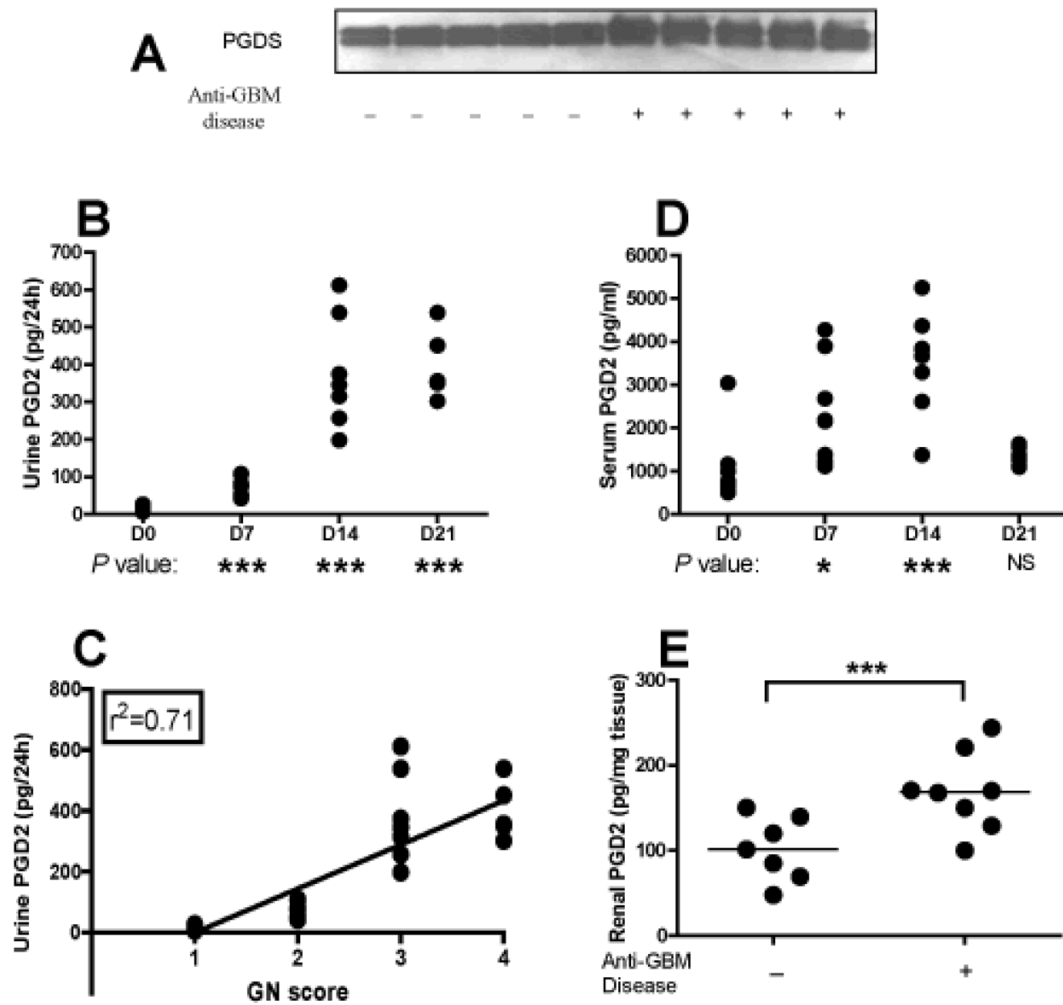 A
PGDS
Anti-GBM
disease
– – – – – + + + + +
B
Urine PGD2 (pg/24h)
700
600
500
400
300
200
100
0
D0 D7 D14 D21
P value: *** *** ***
D
Serum PGD2 (pg/ml)
6000
5000
4000
3000
2000
1000
0
D0 D7 D14 D21
P value: * *** NS
C
r²=0.71
Urine PGD2 (pg/24h)
800
600
400
200
0
1 2 3 4
GN score
E
***
Renal PGD2 (pg/mg tissue)
300
200
100
0
Anti-GBM
Disease – +